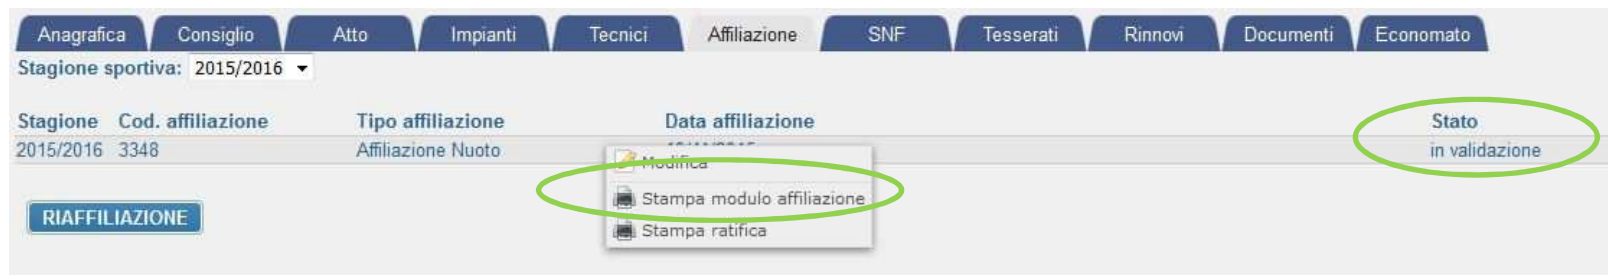 Anagrafica Consiglio Atto Impianti Tecnici Affiliazione SNF Tesserati Rinnovi Documenti Economato
Stagione sportiva: 2015/2016
Stagione Cod. affiliazione Tipo affiliazione Data affiliazione Stato
2015/2016 3348 Affiliazione Nuoto in validazione
Modifica
Stampa modulo affiliazione
RIAFFILIAZIONE
Stampa ratifica